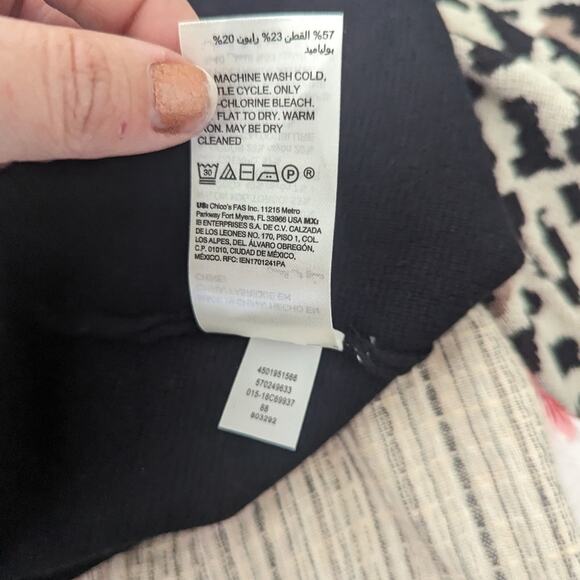 57% القطن 23% رايون 20%
بولياميد
MACHINE WASH COLD,
TLE CYCLE. ONLY
-CHLORINE BLEACH.
FLAT TO DRY. WARM
RON. MAY BE DRY
CLEANED
30 P ®
US: Chico's FAS Inc. 11215 Metro
Parkway Fort Myers, FL 33966 USA MX:
IB ENTERPRISES S.A. DE C.V. CALZADA
DE LOS LEONES NO. 170, PISO 1, COL.
LOS ALPES, DEL. ÁLVARO OBREGÓN,
C.P. 01010, CIUDAD DE MÉXICO,
MÉXICO. RFC: IEN1701241PA
4501951566
570249633
015-16C69937
88
803292